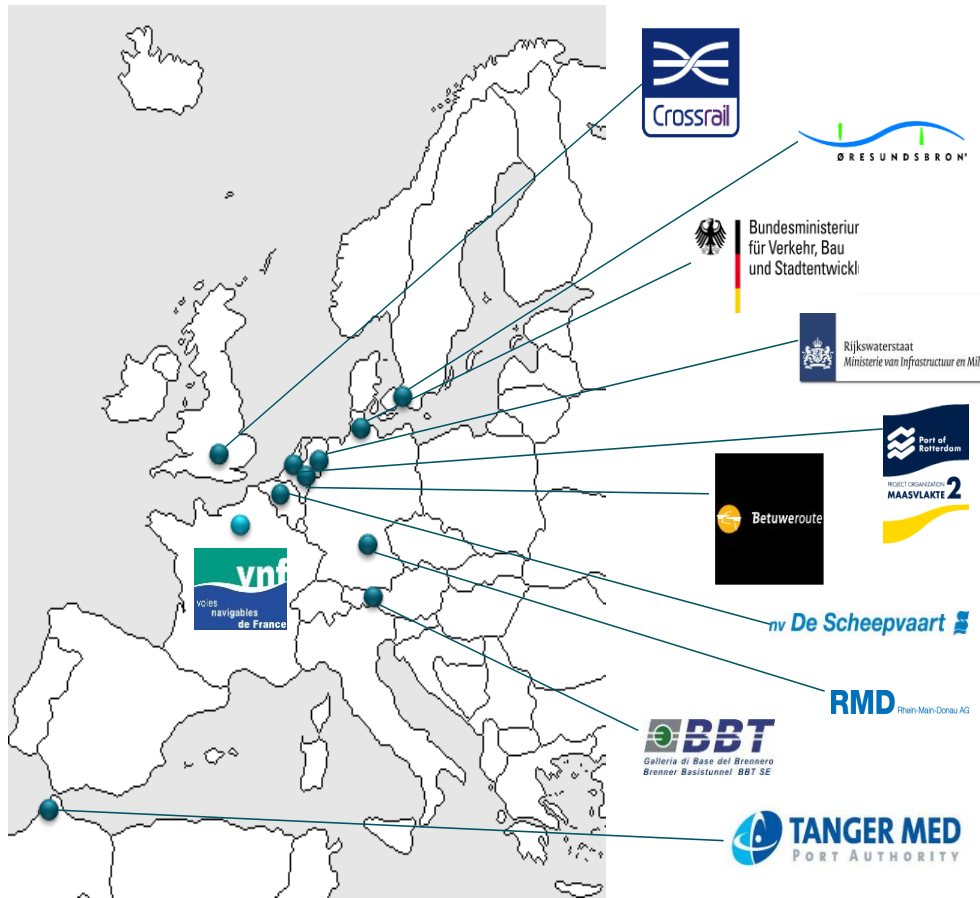 Crossrail
ØRESUNDSBRON
Bundesministeriur
für Verkehr, Bau
und Stadtentwickl
Rijkswaterstaat
Ministerie van Infrastructuur en Mil
Port of
Rotterdam
PROJECT ORGANIZATION
MAASVLAKTE 2
Betuweroute
vnf
voies
navigables
de France
nv De Scheepvaart
RMD Rhein-Main-Donau AG
BBT
Galleria di Base del Brennero
Brenner Basistunnel BBT SE
TANGER MED
PORT AUTHORITY